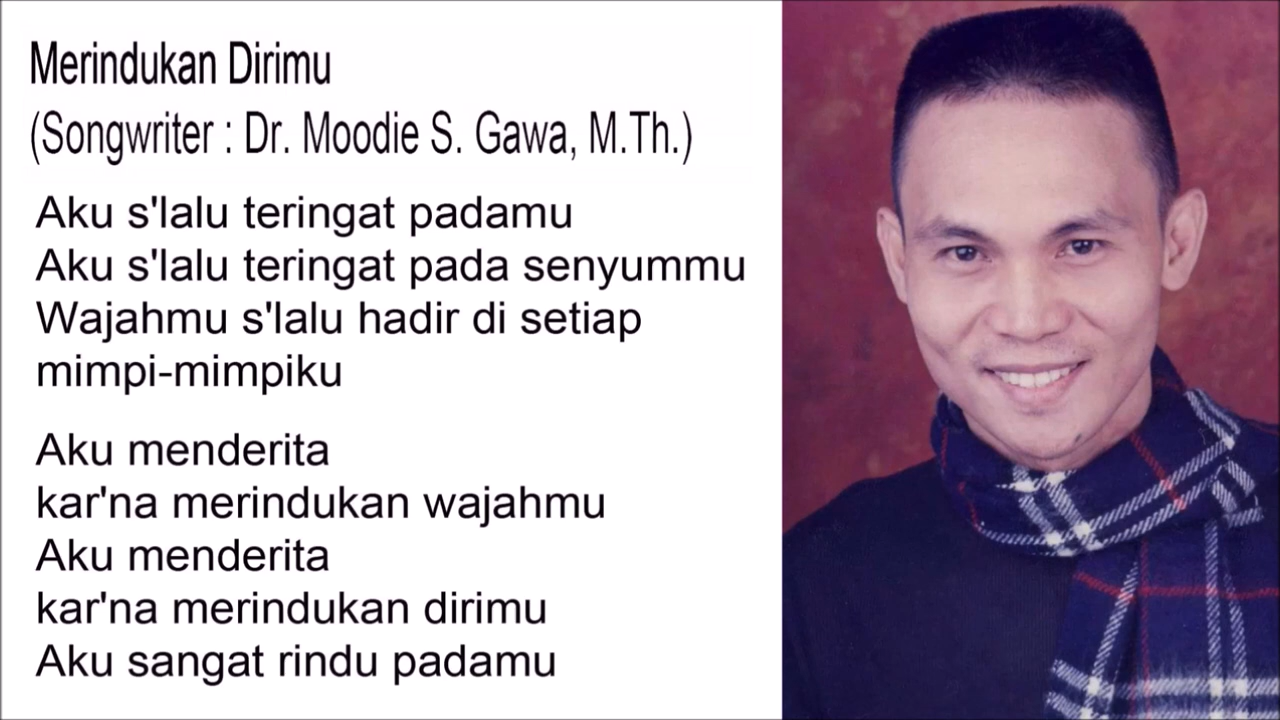 Merindukan Dirimu
(Songwriter : Dr. Moodie S. Gawa, M.Th.)
Aku s'lalu teringat padamu
Aku s'lalu teringat pada senyummu
Wajahmu s'lalu hadir di setiap
mimpi-mimpiku
Aku menderita
kar'na merindukan wajahmu
Aku menderita
kar'na merindukan dirimu
Aku sangat rindu padamu